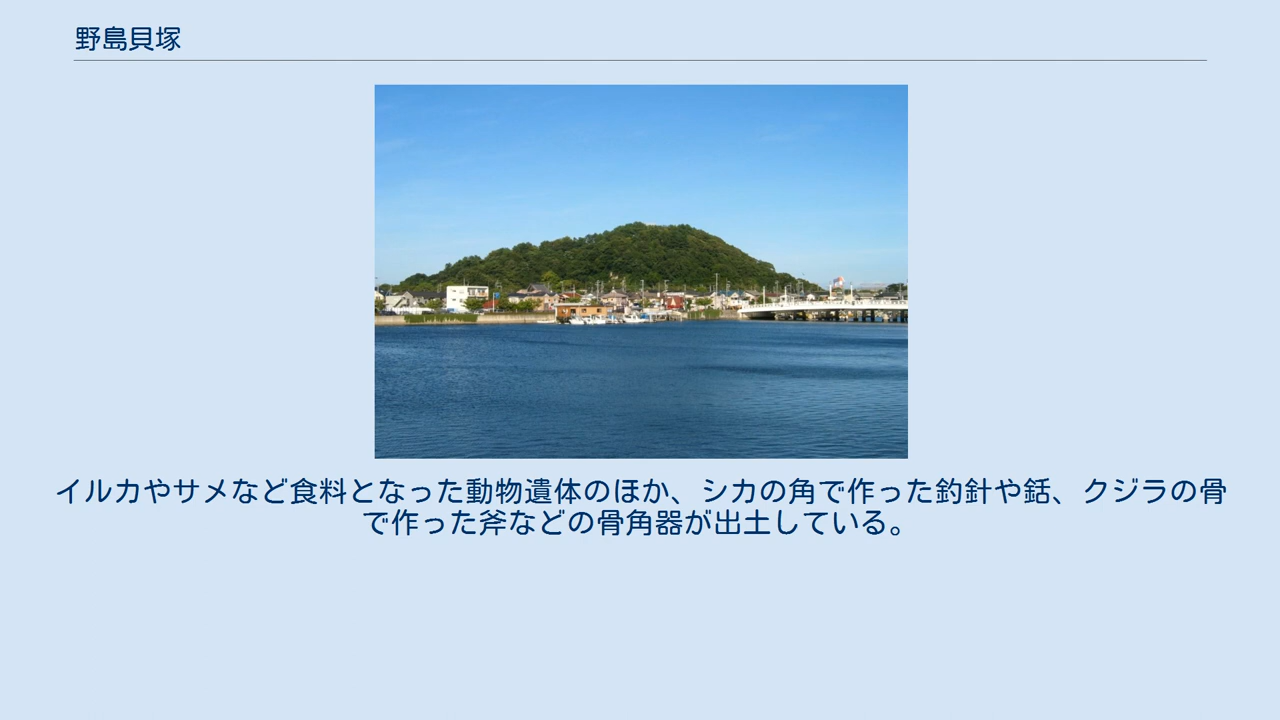 野島貝塚
イルカやサメなど食料となった動物遺体のほか、シカの角で作った釣針や銛、クジラの骨
で作った斧などの骨角器が出土している。